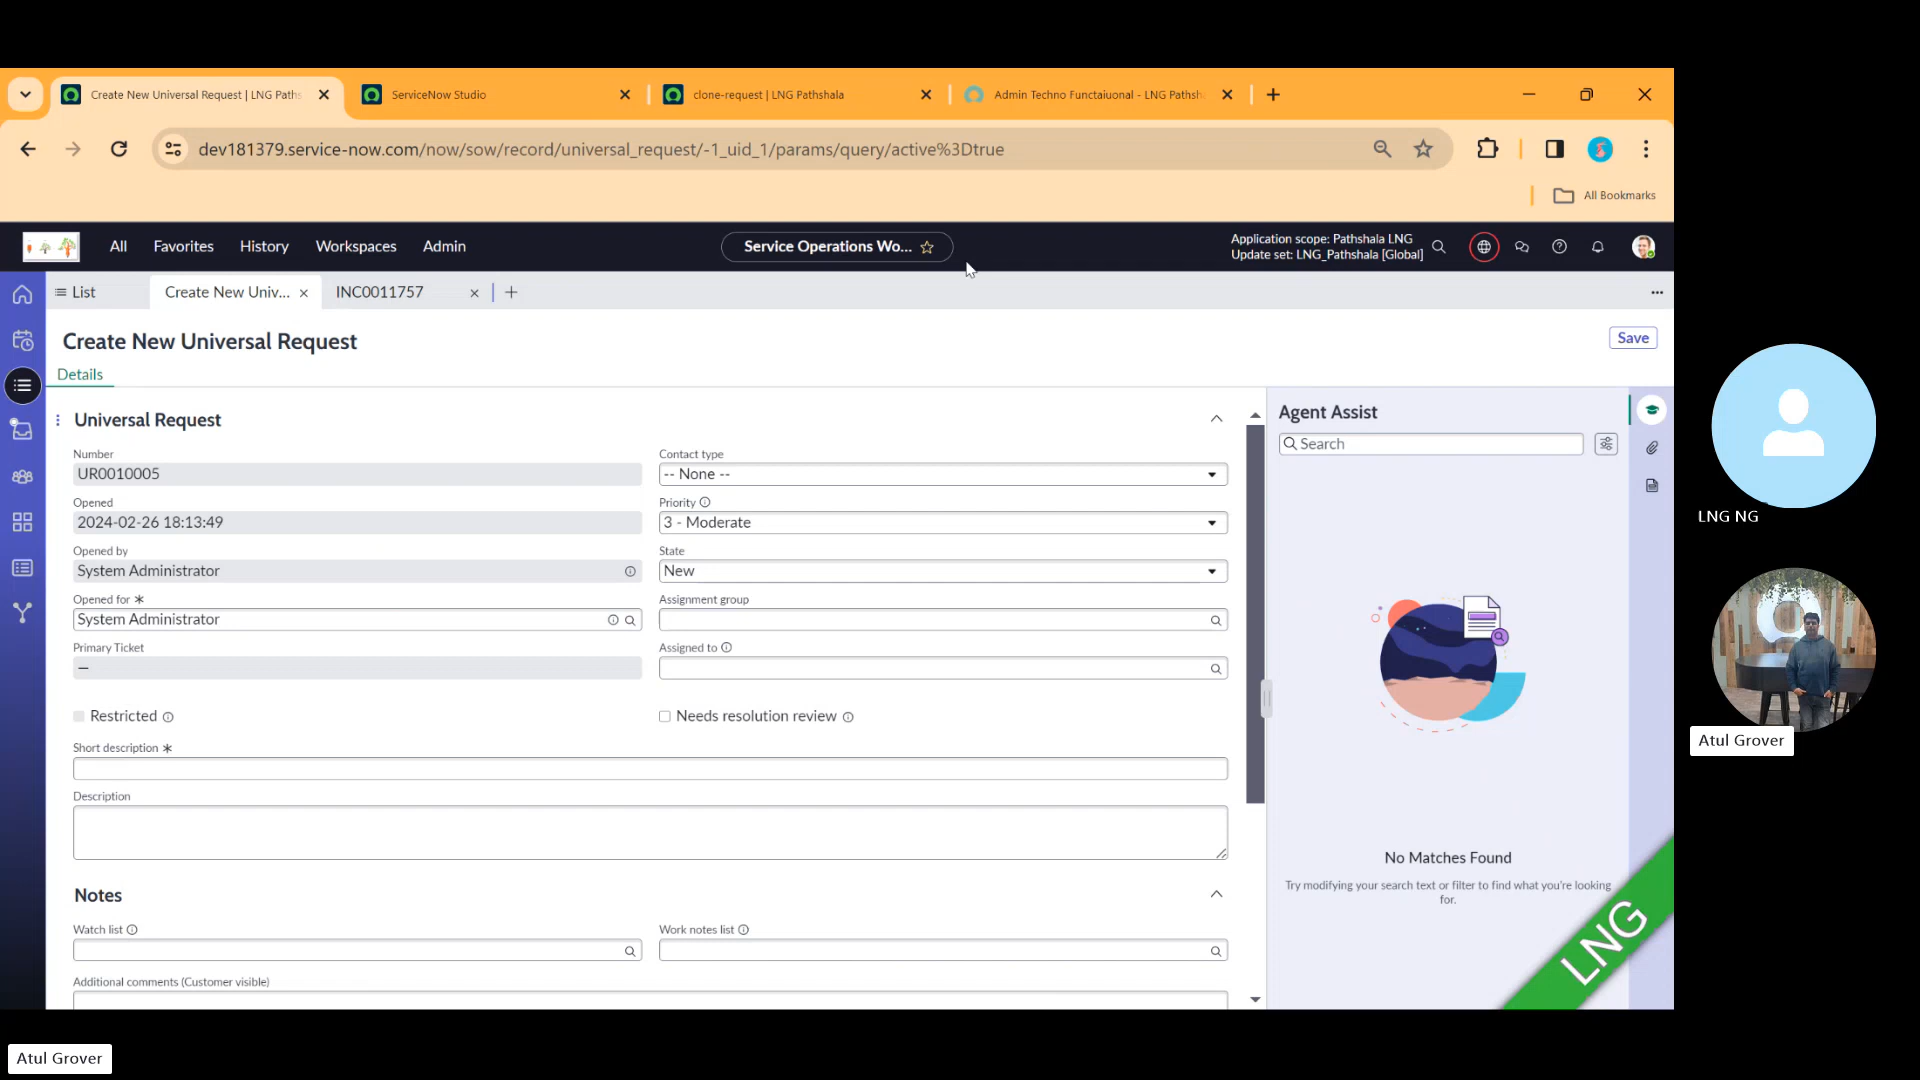 Create New Universal Request | LNG Paths
ServiceNow Studio
clone-request | LNG Pathshala
Admin Techno Functaiuonal - LNG Pathsh
dev181379.service-now.com/now/sow/record/universal_request/-1_uid_1/params/query/active%3Dtrue
All Bookmarks
All
Favorites
History
Workspaces
Admin
Service Operations Wo...
Application scope: Pathshala LNG
Update set: LNG_Pathshala [Global]
List
Create New Univ...
INC0011757
Create New Universal Request
Save
Details
Universal Request
Number
UR0010005
Contact type
-- None --
Opened
2024-02-26 18:13:49
Priority
3 - Moderate
Opened by
System Administrator
State
New
Opened for *
System Administrator
Assignment group
Primary Ticket
—
Assigned to
Restricted
Needs resolution review
Short description *
Description
Notes
Watch list
Work notes list
Additional comments (Customer visible)
Agent Assist
Search
No Matches Found
Try modifying your search text or filter to find what you're looking
for.
LNG
LNG NG
Atul Grover
Atul Grover